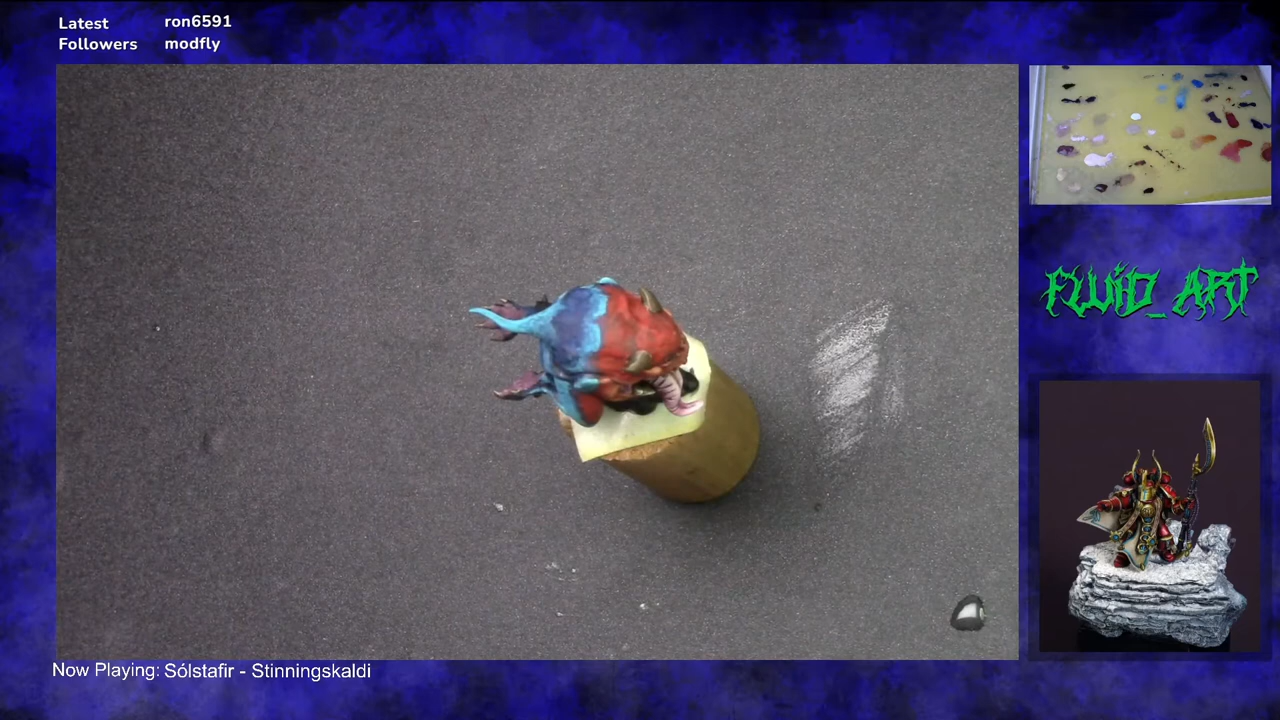 Latest ron6591
Followers modfly
FLUID_ART
Now Playing: Sólstafir - Stinningskaldi